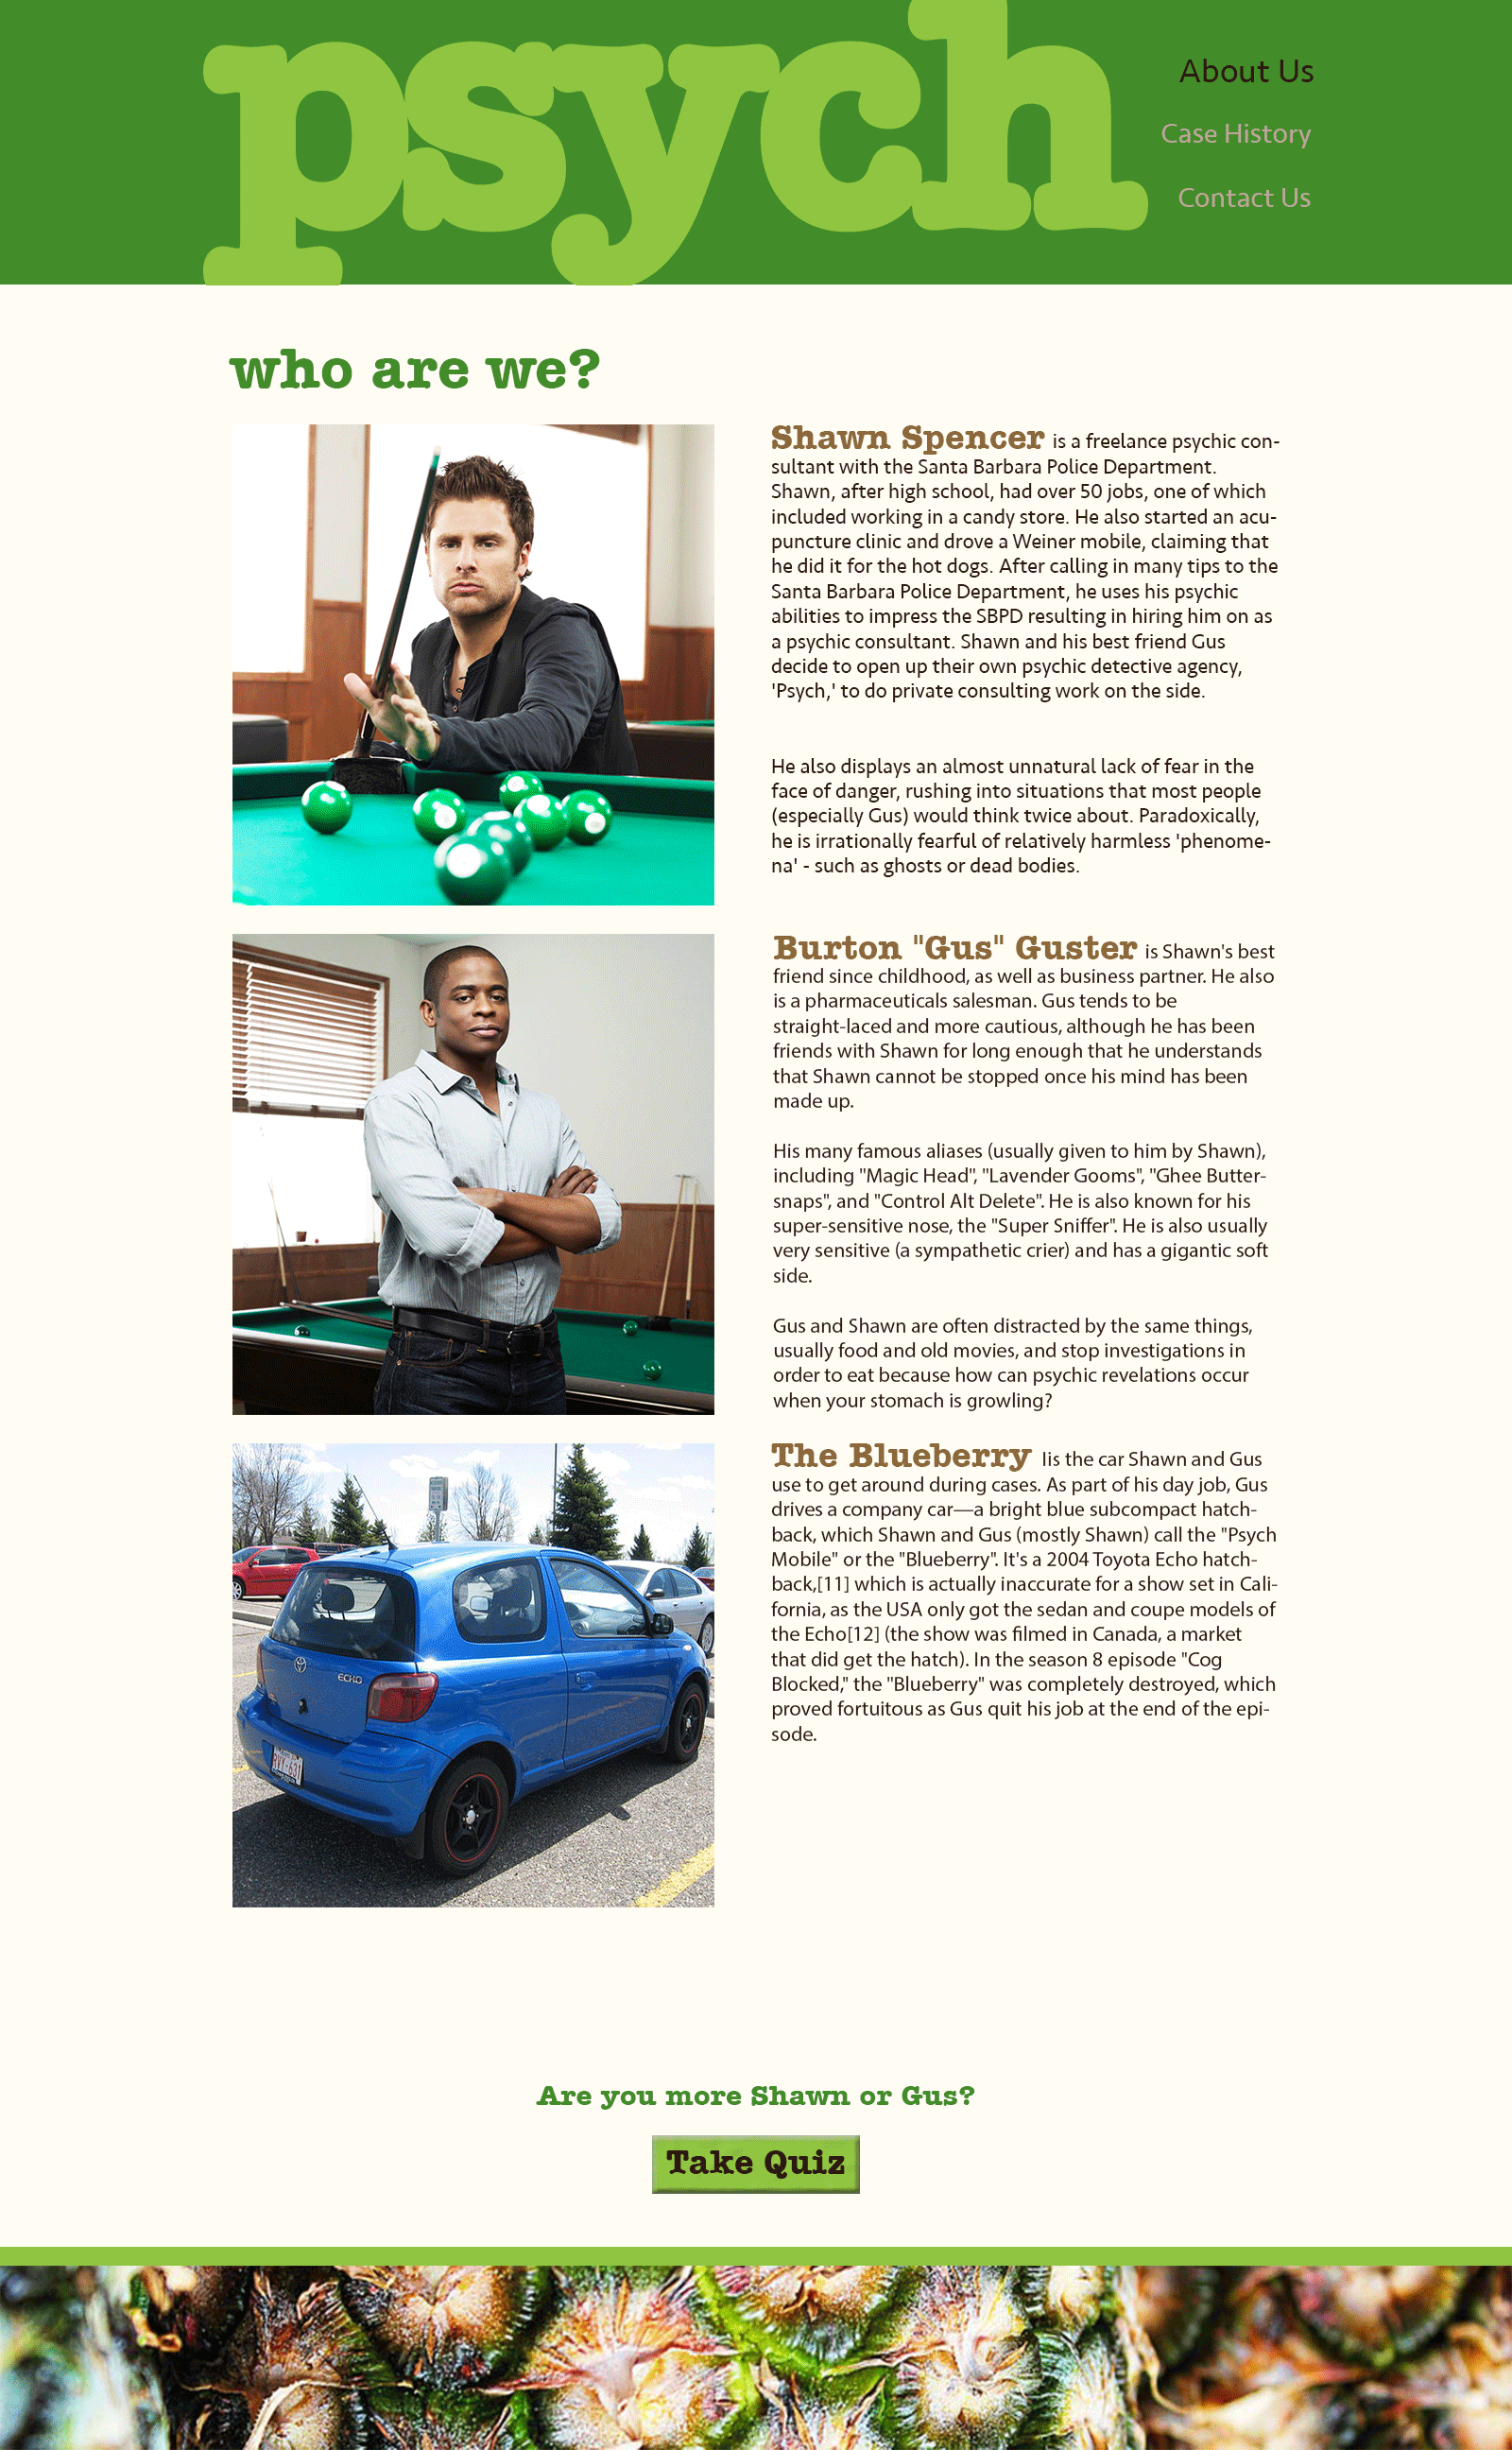 psych
About Us
Case History
Contact Us
who are we?
Shawn Spencer is a freelance psychic con-
sultant with the Santa Barbara Police Department.
Shawn, after high school, had over 50 jobs, one of which
included working in a candy store. He also started an acu-
puncture clinic and drove a Weiner mobile, claiming that
he did it for the hot dogs. After calling in many tips to the
Santa Barbara Police Department, he uses his psychic
abilities to impress the SBPD resulting in hiring him on as
a psychic consultant. Shawn and his best friend Gus
decide to open up their own psychic detective agency,
'Psych,' to do private consulting work on the side.
He also displays an almost unnatural lack of fear in the
face of danger, rushing into situations that most people
(especially Gus) would think twice about. Paradoxically,
he is irrationally fearful of relatively harmless 'phenome-
na' - such as ghosts or dead bodies.
Burton "Gus" Guster is Shawn's best
friend since childhood, as well as business partner. He also
is a pharmaceuticals salesman. Gus tends to be
straight-laced and more cautious, although he has been
friends with Shawn for long enough that he understands
that Shawn cannot be stopped once his mind has been
made up.
His many famous aliases (usually given to him by Shawn),
including "Magic Head", "Lavender Gooms", "Ghee Butter-
snaps", and "Control Alt Delete". He is also known for his
super-sensitive nose, the "Super Sniffer". He is also usually
very sensitive (a sympathetic crier) and has a gigantic soft
side.
Gus and Shawn are often distracted by the same things,
usually food and old movies, and stop investigations in
order to eat because how can psychic revelations occur
when your stomach is growling?
ECHO
The Blueberry Iis the car Shawn and Gus
use to get around during cases. As part of his day job, Gus
drives a company car—a bright blue subcompact hatch-
back, which Shawn and Gus (mostly Shawn) call the "Psych
Mobile" or the "Blueberry". It's a 2004 Toyota Echo hatch-
back,[11] which is actually inaccurate for a show set in Cali-
fornia, as the USA only got the sedan and coupe models of
the Echo[12] (the show was filmed in Canada, a market
that did get the hatch). In the season 8 episode "Cog
Blocked," the "Blueberry" was completely destroyed, which
proved fortuitous as Gus quit his job at the end of the epi-
sode.
Are you more Shawn or Gus?
Take Quiz